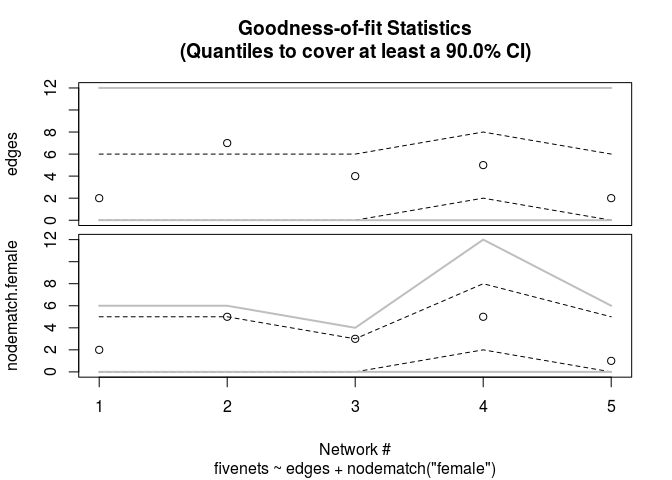 Goodness-of-fit Statistics
(Quantiles to cover at least a 90.0% CI)
edges
12
8
6
4
2
0
nodematch.female
12
8
6
4
2
0
1 2 3 4 5
Network #
fivenets ~ edges + nodematch("female")